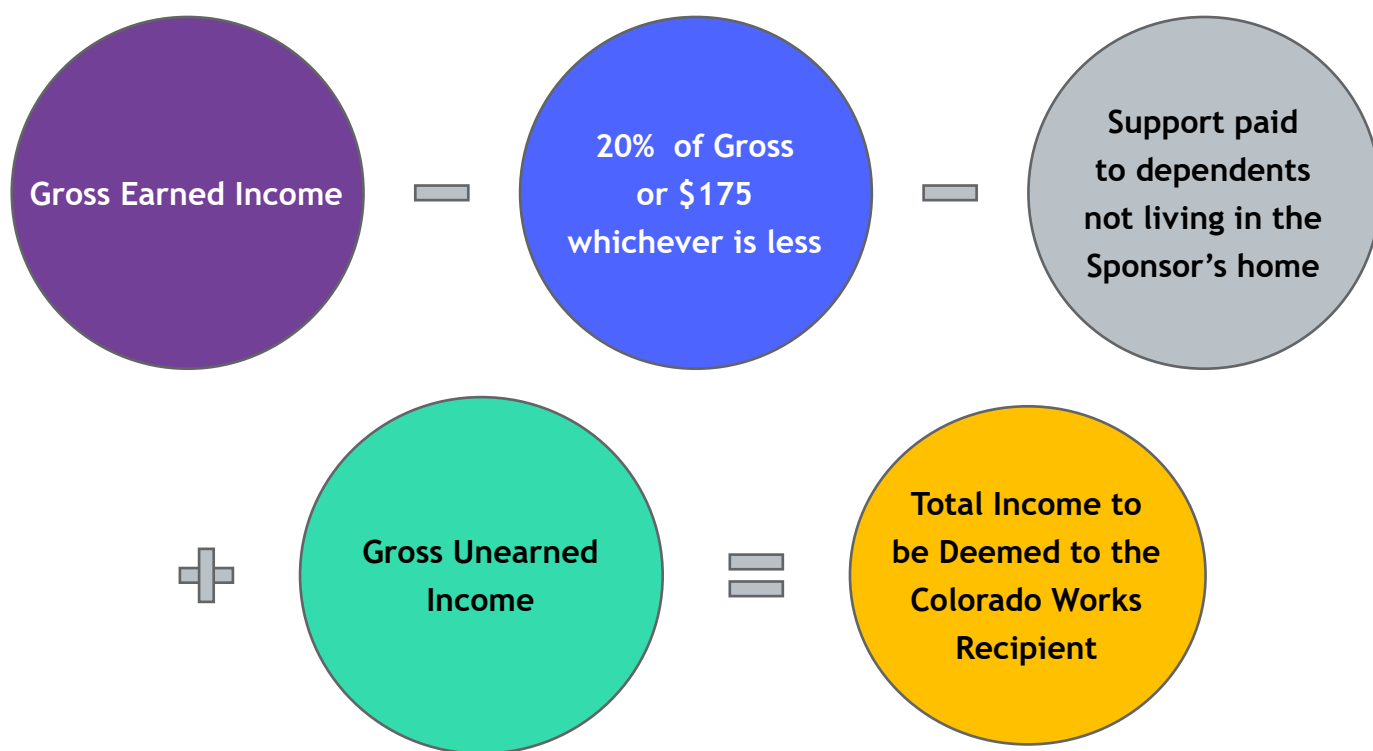 Gross Earned Income
20% of Gross
or $175
whichever is less
Support paid
to dependents
not living in the
Sponsor's home
Gross Unearned
Income
Total Income to
be Deemed to the
Colorado Works
Recipient